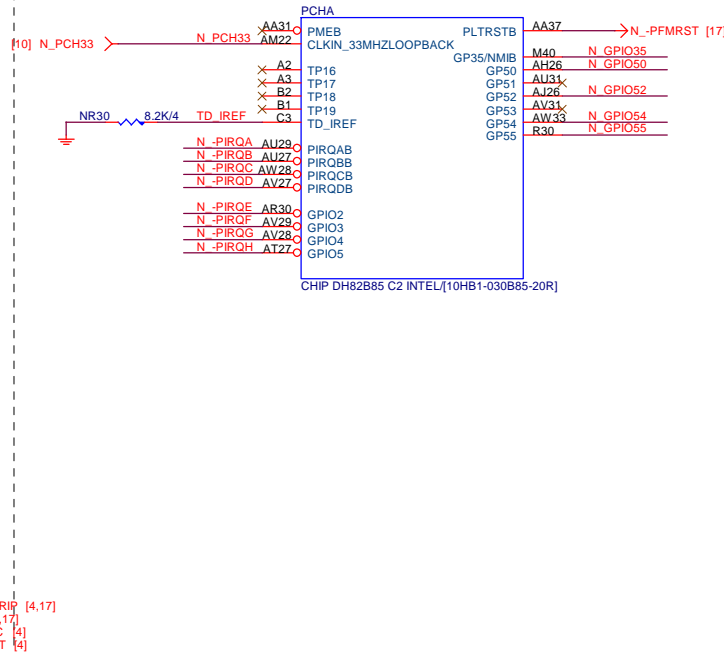 PCHA
AA31 PMEB PLTRSTB AA37 N_-PFMRST [17]
[10] N_PCH33 N_PCH33 AM22 CLKIN_33MHZLOOPBACK
GP35/NMIB M40 N_GPIO35
A2 TP16 GP50 AH26 N_GPIO50
A3 TP17 GP51 AU31
B2 TP18 GP52 AJ26 N_GPIO52
B1 TP19 GP53 AV31
NR30 8.2K/4 TD_IREF C3 TD_IREF GP54 AW33 N_GPIO54
GP55 R30 N_GPIO55
N_-PIRQA AU29 PIRQAB
N_-PIRQB AU27 PIRQBB
N_-PIRQC AW28 PIRQCB
N_-PIRQD AV27 PIRQDB
N_-PIRQE AR30 GPIO2
N_-PIRQF AV29 GPIO3
N_-PIRQG AV28 GPIO4
N_-PIRQH AT27 GPIO5
CHIP DH82B85 C2 INTEL/[10HB1-030B85-20R]
RIP [4,17]
,17]
[4]
T [4]